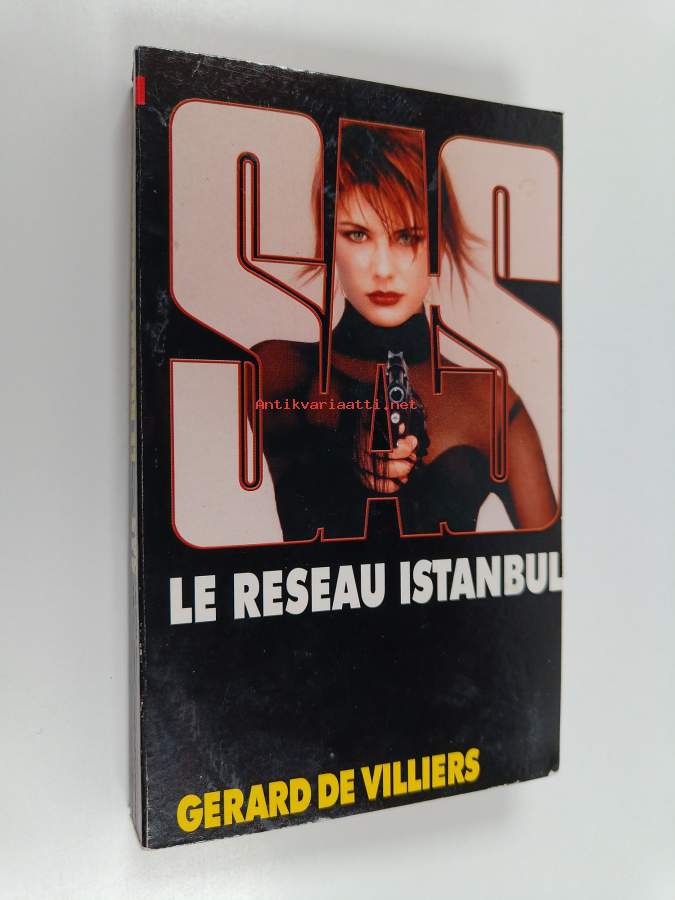 SAS
Antikvariaatti.net
LE RESEAU ISTANBUL
GERARD DE VILLIERS